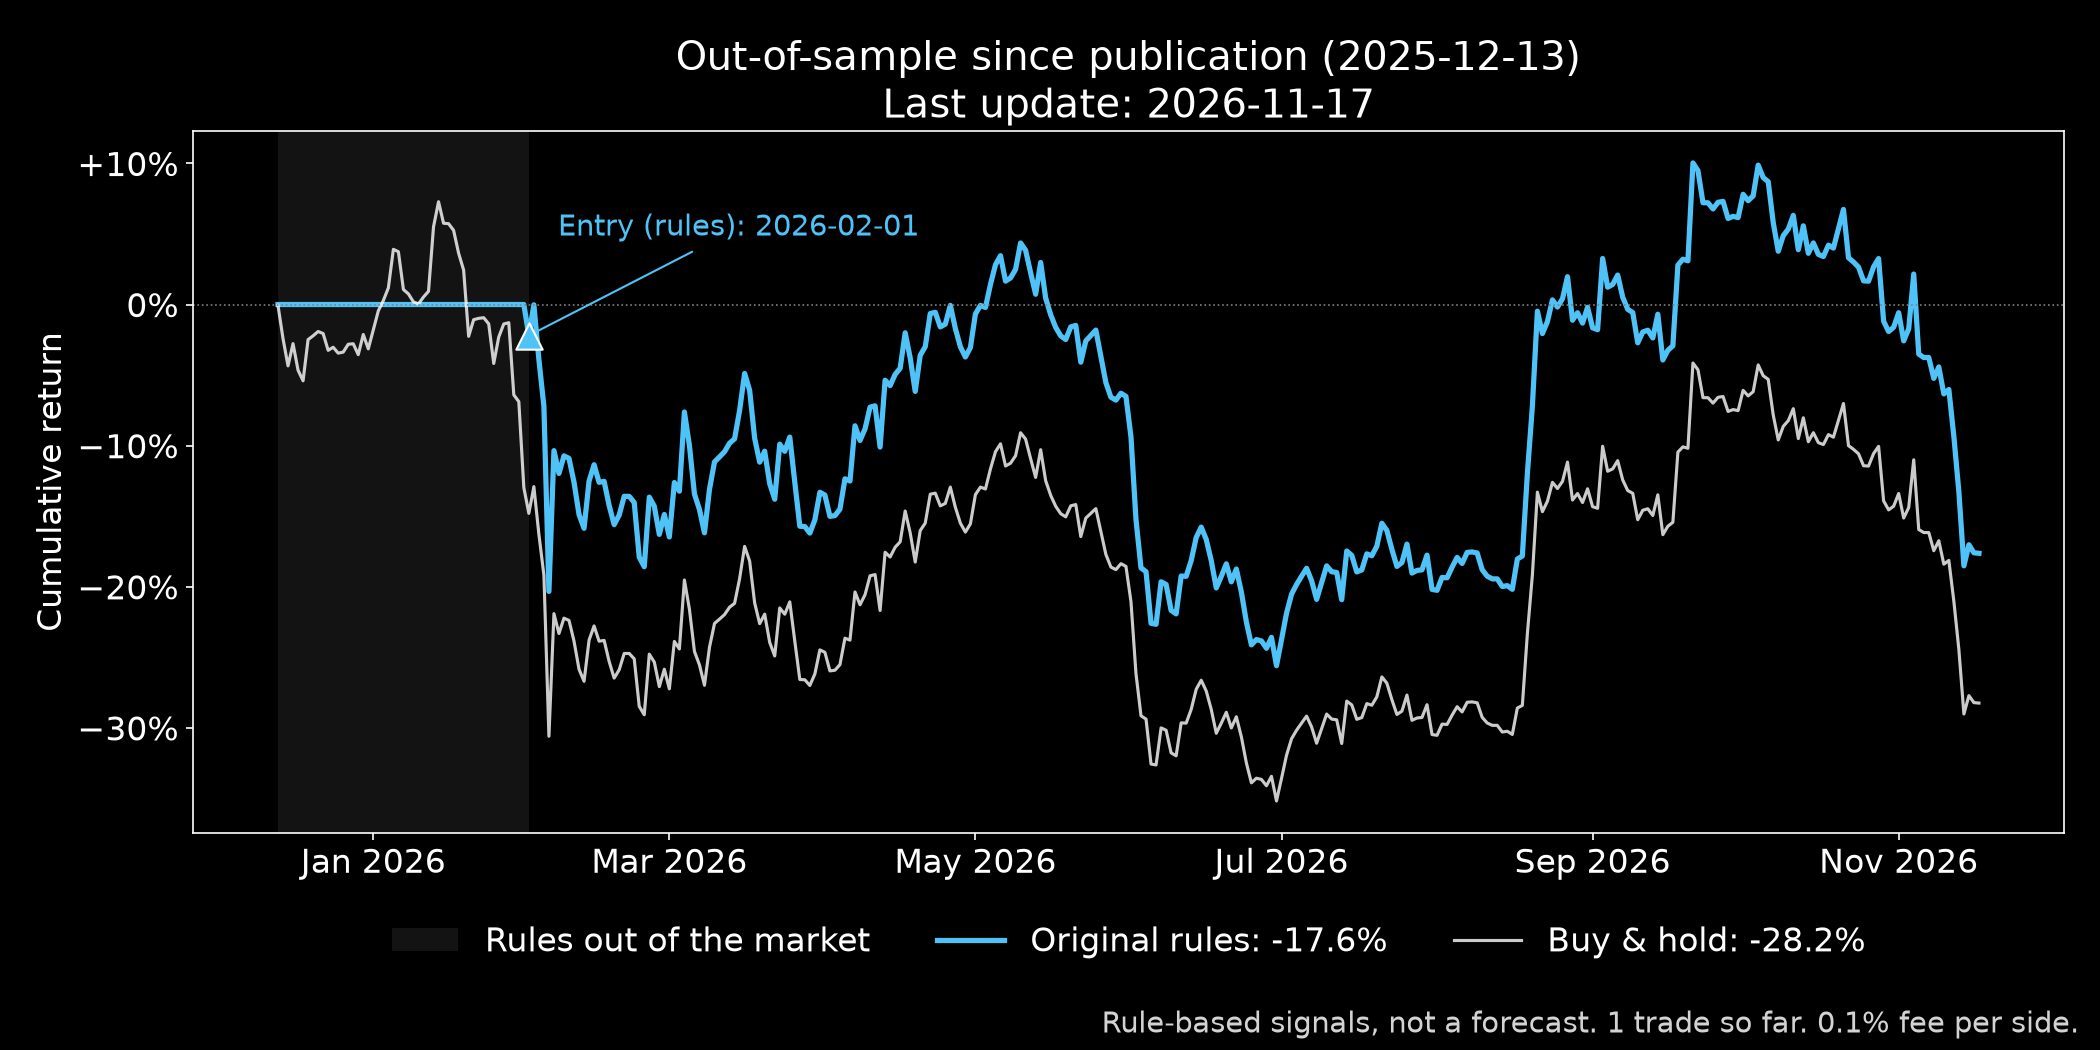 Out-of-sample since publication (2025-12-13)
Last update: 2026-11-17
Cumulative return
+10%
0%
−10%
−20%
−30%
Entry (rules): 2026-02-01
Jan 2026
Mar 2026
May 2026
Jul 2026
Sep 2026
Nov 2026
Rules out of the market
Original rules: -17.6%
Buy & hold: -28.2%
Rule-based signals, not a forecast. 1 trade so far. 0.1% fee per side.